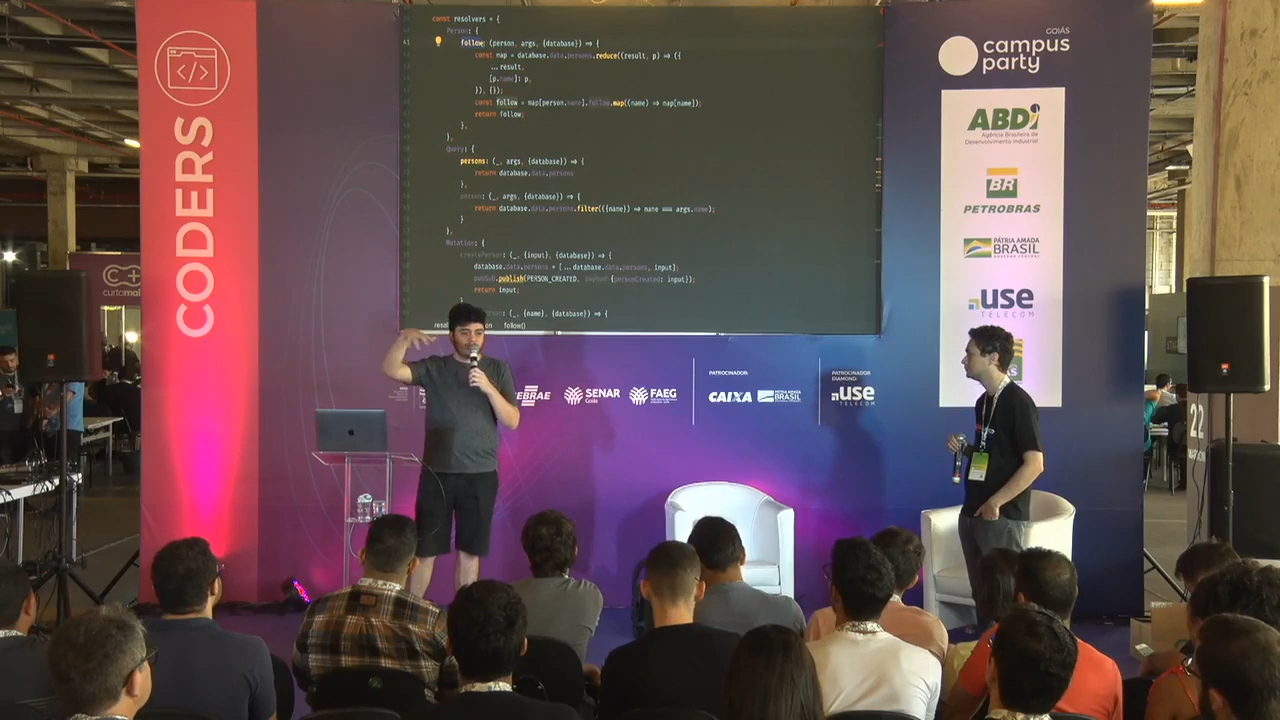 CODERS
</>
const resolvers = {
Person: {
follow: (person, args, {database}) => {
const map = database.data.persons.reduce((result, p) => ({
...result,
[p.name]: p,
}), {});
const follow = map[person.name].follow.map((name) => map[name]);
return follow;
},
},
Query: {
persons: (_, args, {database}) => {
return database.data.persons
},
person: (_, args, {database}) => {
return database.data.persons.filter(({name}) => name === args.name);
}
},
Mutation: {
createPerson: (_, {input}, {database}) => {
database.data.persons = [...database.data.persons, input];
pubSub.publish(PERSON_CREATED, {personCreated: input});
return input;
}
(_, {name}, {database}) => {
follow()
GOIÁS
campus
party
ABDI
Agência Brasileira de
Desenvolvimento Industrial
BR
PETROBRAS
PÁTRIA AMADA
BRASIL
GOVERNO FEDERAL
USE
TELECOM
SENAR
Goiás
FAEG
PATROCINADOR:
CAIXA
PÁTRIA AMADA
BRASIL
PATROCINADOR
DIAMOND:
USE
TELECOM
22